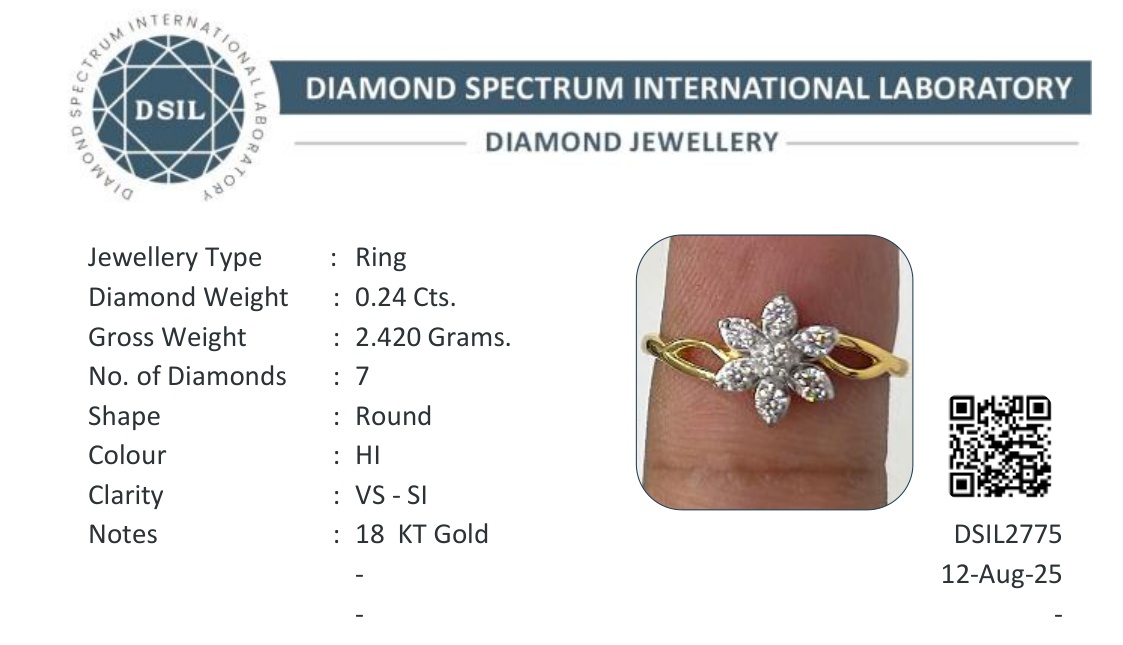 DIAMOND SPECTRUM INTERNATIONAL LABORATORY
DSIL
DIAMOND SPECTRUM INTERNATIONAL LABORATORY
DIAMOND JEWELLERY
Jewellery Type : Ring
Diamond Weight : 0.24 Cts.
Gross Weight : 2.420 Grams.
No. of Diamonds : 7
Shape : Round
Colour : HI
Clarity : VS - SI
Notes : 18 KT Gold
-
-
DSIL2775
12-Aug-25
-